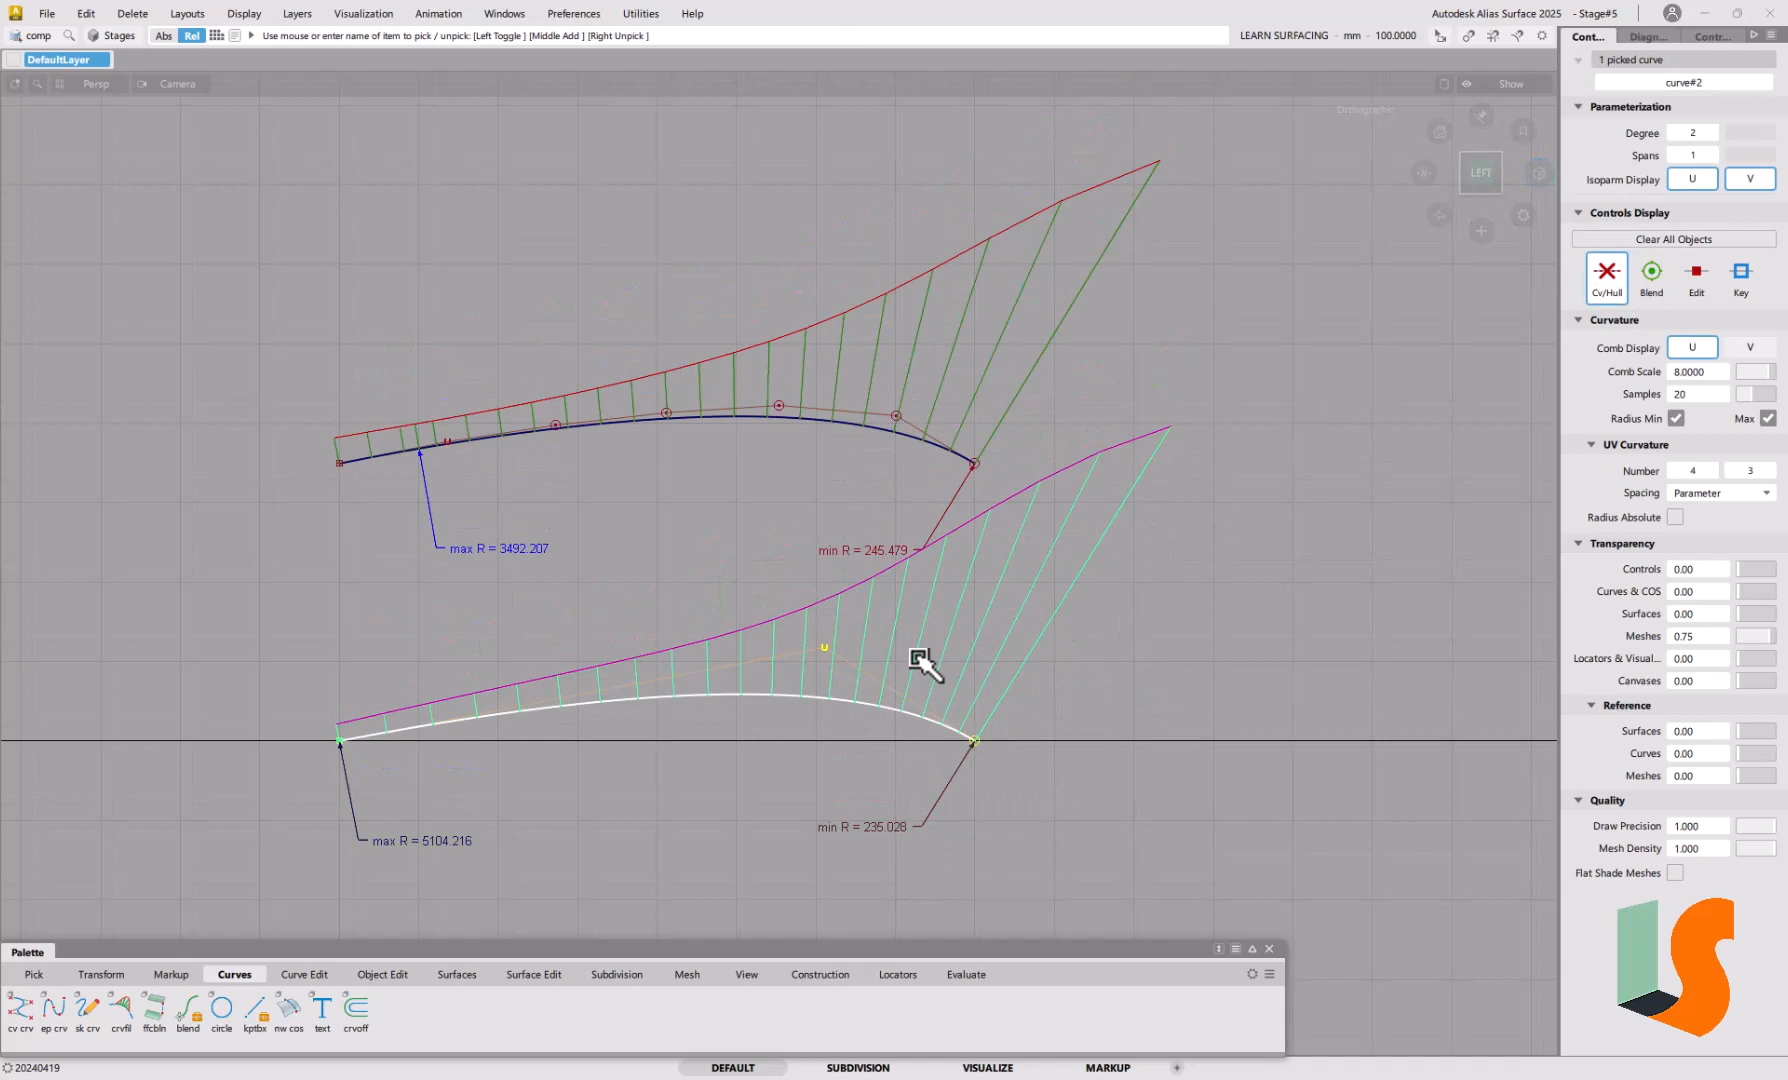 File Edit Delete Layouts Display Layers Visualization Animation Windows Preferences Utilities Help
Autodesk Alias Surface 2025 - Stage#5
comp Stages Abs Rel Use mouse or enter name of item to pick / unpick: [Left Toggle ] [Middle Add ] [Right Unpick ]
LEARN SURFACING - mm - 100.0000
DefaultLayer
Persp Camera
Show
Orthographic
LEFT
max R = 3492.207
min R = 245.479
max R = 5104.216
min R = 235.028
U
U
Cont... Diagn... Contr...
1 picked curve
curve#2
Parameterization
Degree 2
Spans 1
Isoparm Display U V
Controls Display
Clear All Objects
Cv/Hull Blend Edit Key
Curvature
Comb Display U V
Comb Scale 8.0000
Samples 20
Radius Min Max
UV Curvature
Number 4 3
Spacing Parameter
Radius Absolute
Transparency
Controls 0.00
Curves & COS 0.00
Surfaces 0.00
Meshes 0.75
Locators & Visual... 0.00
Canvases 0.00
Reference
Surfaces 0.00
Curves 0.00
Meshes 0.00
Quality
Draw Precision 1.000
Mesh Density 1.000
Flat Shade Meshes
Palette
Pick Transform Markup Curves Curve Edit Object Edit Surfaces Surface Edit Subdivision Mesh View Construction Locators Evaluate
cv crv ep crv sk crv crvfil ffcbln blend circle kptbx nw cos text crvoff
20240419
DEFAULT SUBDIVISION VISUALIZE MARKUP +